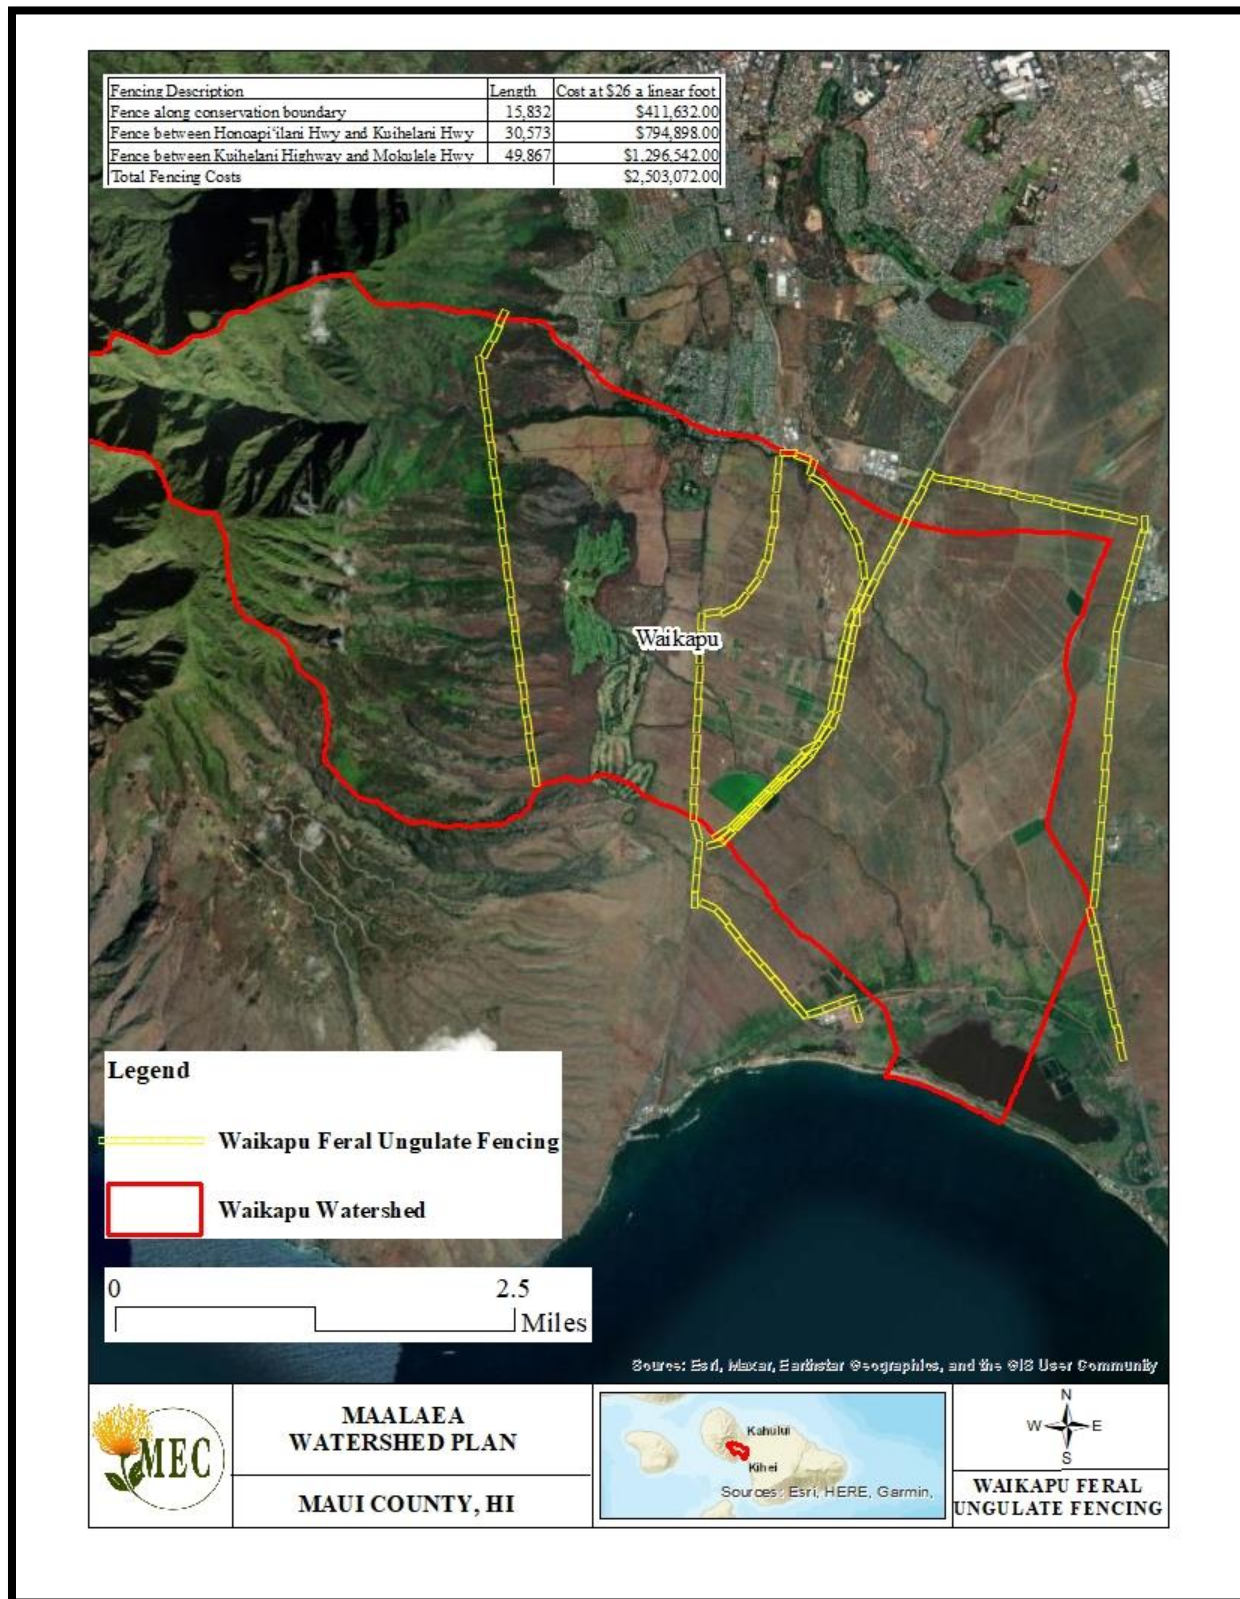 Fencing Description Length Cost at $26 a linear foot
Fence along conservation boundary 15,832 $411,632.00
Fence between Honoapiʻilani Hwy and Kuihelani Hwy 30,573 $794,898.00
Fence between Kuihelani Highway and Mokulele Hwy 49,867 $1,296,542.00
Total Fencing Costs $2,503,072.00
Waikapu
Legend
Waikapu Feral Ungulate Fencing
Waikapu Watershed
0 2.5
Miles
Source: Esri, Maxar, Earthstar Geographics, and the GIS User Community
MEC
MAALAEA
WATERSHED PLAN
MAUI COUNTY, HI
Kahului
Kihei
Sources: Esri, HERE, Garmin,
N
W E
S
WAIKAPU FERAL
UNGULATE FENCING